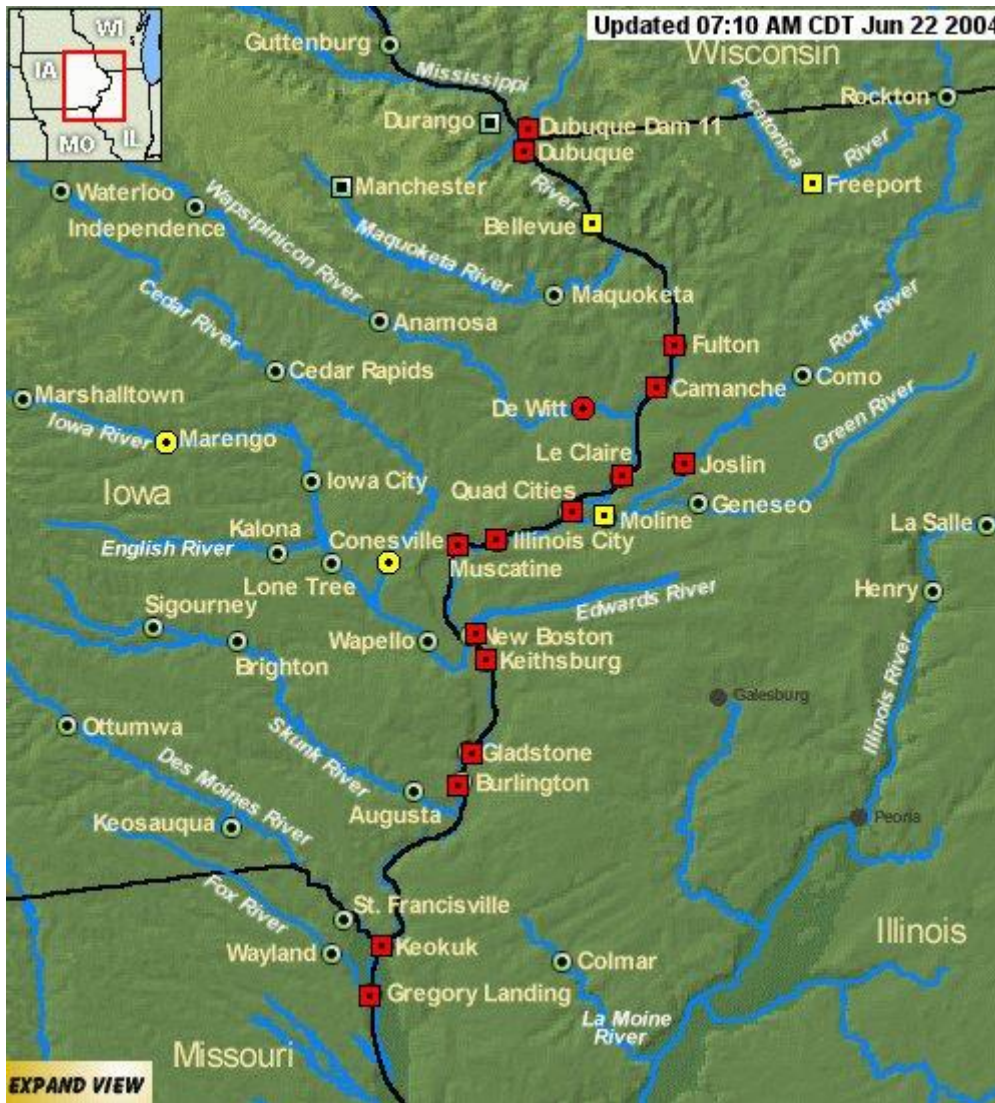 Updated 07:10 AM CDT Jun 22 2004
WI
IA
MO
IL
Guttenburg
Wisconsin
Mississippi
River
Pecatonica
River
Rockton
Durango
Dubuque Dam 11
Dubuque
Freeport
Waterloo
Independence
Manchester
Wapsipinicon River
Maquoketa River
Bellevue
Maquoketa
Cedar River
Anamosa
Rock River
Fulton
Cedar Rapids
Camanche
Como
Marshalltown
De Witt
Green River
Iowa River
Marengo
Le Claire
Joslin
Iowa
Iowa City
Quad Cities
Geneseo
Moline
Kalona
English River
Conesville
Illinois City
Muscatine
La Salle
Lone Tree
Edwards River
Henry
Sigourney
Brighton
Wapello
New Boston
Keithsburg
Illinois River
Galesburg
Ottumwa
Skunk River
Gladstone
Des Moines River
Burlington
Augusta
Keosauqua
Peoria
Fox River
St. Francisville
Illinois
Wayland
Keokuk
Colmar
Gregory Landing
La Moine
River
Missouri
EXPAND VIEW